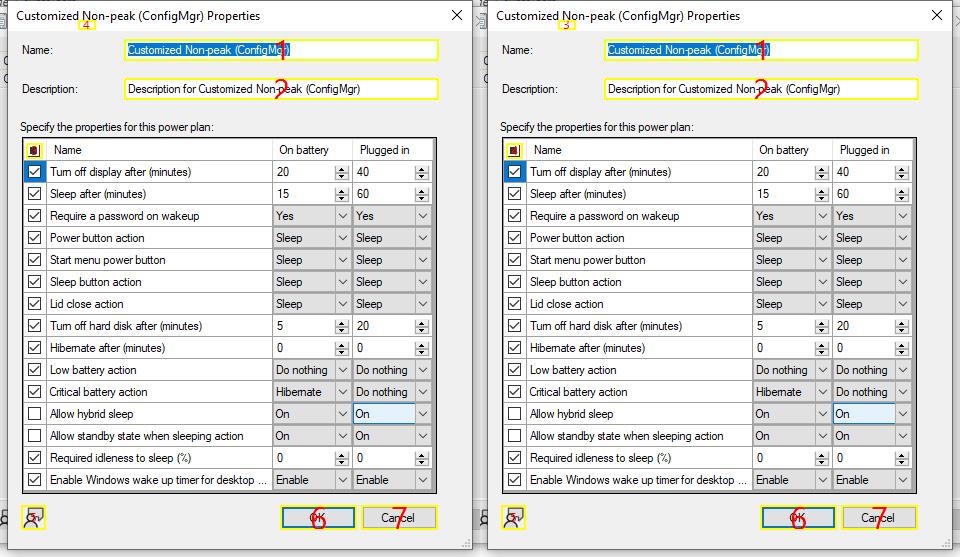 Customized Non-peak (ConfigMgr) Properties
4
Name: Customized Non-peak (ConfigMgr)
1
Description: Description for Customized Non-peak (ConfigMgr)
2
Specify the properties for this power plan:
Name On battery Plugged in
Turn off display after (minutes) 20 40
Sleep after (minutes) 15 60
Require a password on wakeup Yes Yes
Power button action Sleep Sleep
Start menu power button Sleep Sleep
Sleep button action Sleep Sleep
Lid close action Sleep Sleep
Turn off hard disk after (minutes) 5 20
Hibernate after (minutes) 0 0
Low battery action Do nothing Do nothing
Critical battery action Hibernate Do nothing
Allow hybrid sleep On On
Allow standby state when sleeping action On On
Required idleness to sleep (%) 0 0
Enable Windows wake up timer for desktop ... Enable Enable
OK Cancel
6 7
Customized Non-peak (ConfigMgr) Properties
3
Name: Customized Non-peak (ConfigMgr)
1
Description: Description for Customized Non-peak (ConfigMgr)
2
Specify the properties for this power plan:
Name On battery Plugged in
Turn off display after (minutes) 20 40
Sleep after (minutes) 15 60
Require a password on wakeup Yes Yes
Power button action Sleep Sleep
Start menu power button Sleep Sleep
Sleep button action Sleep Sleep
Lid close action Sleep Sleep
Turn off hard disk after (minutes) 5 20
Hibernate after (minutes) 0 0
Low battery action Do nothing Do nothing
Critical battery action Hibernate Do nothing
Allow hybrid sleep On On
Allow standby state when sleeping action On On
Required idleness to sleep (%) 0 0
Enable Windows wake up timer for desktop ... Enable Enable
OK Cancel
6 7